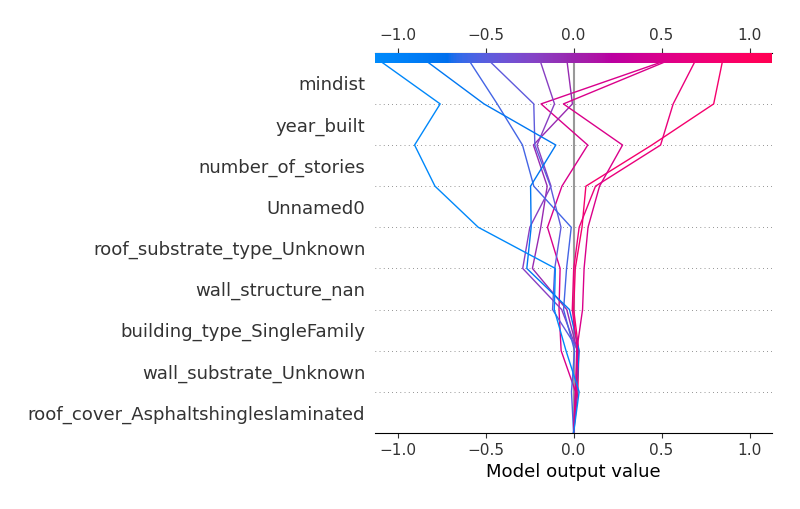 −1.0 −0.5 0.0 0.5 1.0
mindist
year_built
number_of_stories
Unnamed0
roof_substrate_type_Unknown
wall_structure_nan
building_type_SingleFamily
wall_substrate_Unknown
roof_cover_Asphaltshingleslaminated
−1.0 −0.5 0.0 0.5 1.0
Model output value